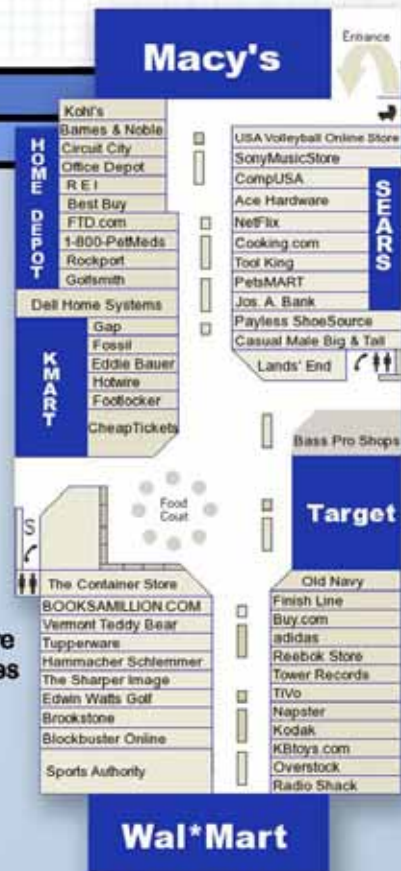 Macy's
Entrance
HOME DEPOT
Kohl's
Barnes & Noble
Circuit City
Office Depot
R E I
Best Buy
FTD.com
1-800-PetMeds
Rockport
Golfsmith
Dell Home Systems
KMART
Gap
Fossil
Eddie Bauer
Hotwire
Footlocker
CheapTickets
USA Volleyball Online Store
SonyMusicStore
CompUSA
Ace Hardware
NetFlix
Cooking.com
Tool King
PetsMART
Jos. A. Bank
SEARS
Payless ShoeSource
Casual Male Big & Tall
Lands' End
Bass Pro Shops
Target
Food
Court
S
The Container Store
BOOKSAMILLION.COM
Vermont Teddy Bear
Tupperware
Hammacher Schlemmer
The Sharper Image
Edwin Watts Golf
Brookstone
Blockbuster Online
Sports Authority
Old Navy
Finish Line
Buy.com
adidas
Reebok Store
Tower Records
TiVo
Napster
Kodak
KBtoys.com
Overstock
Radio Shack
Wal*Mart